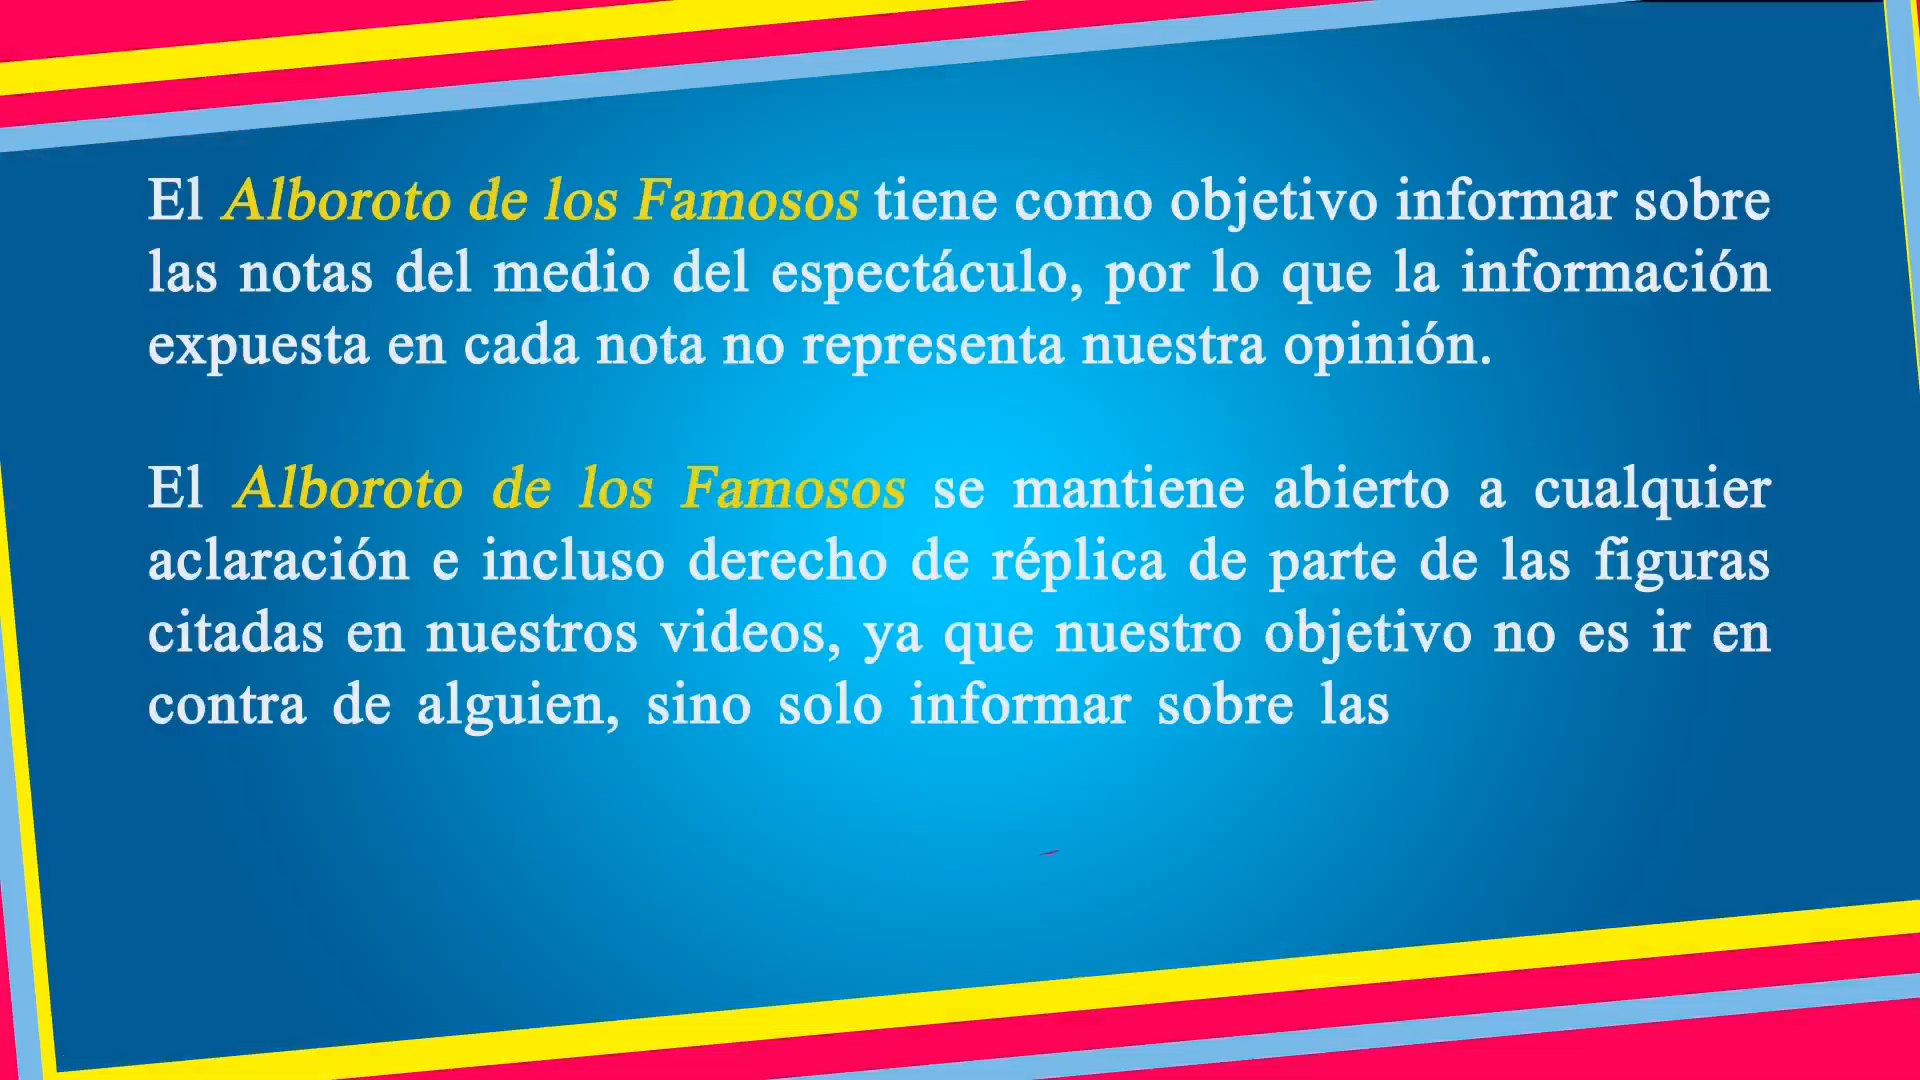 El Alboroto de los Famosos tiene como objetivo informar sobre
las notas del medio del espectáculo, por lo que la información
expuesta en cada nota no representa nuestra opinión.
El Alboroto de los Famosos se mantiene abierto a cualquier
aclaración e incluso derecho de réplica de parte de las figuras
citadas en nuestros videos, ya que nuestro objetivo no es ir en
contra de alguien, sino solo informar sobre las